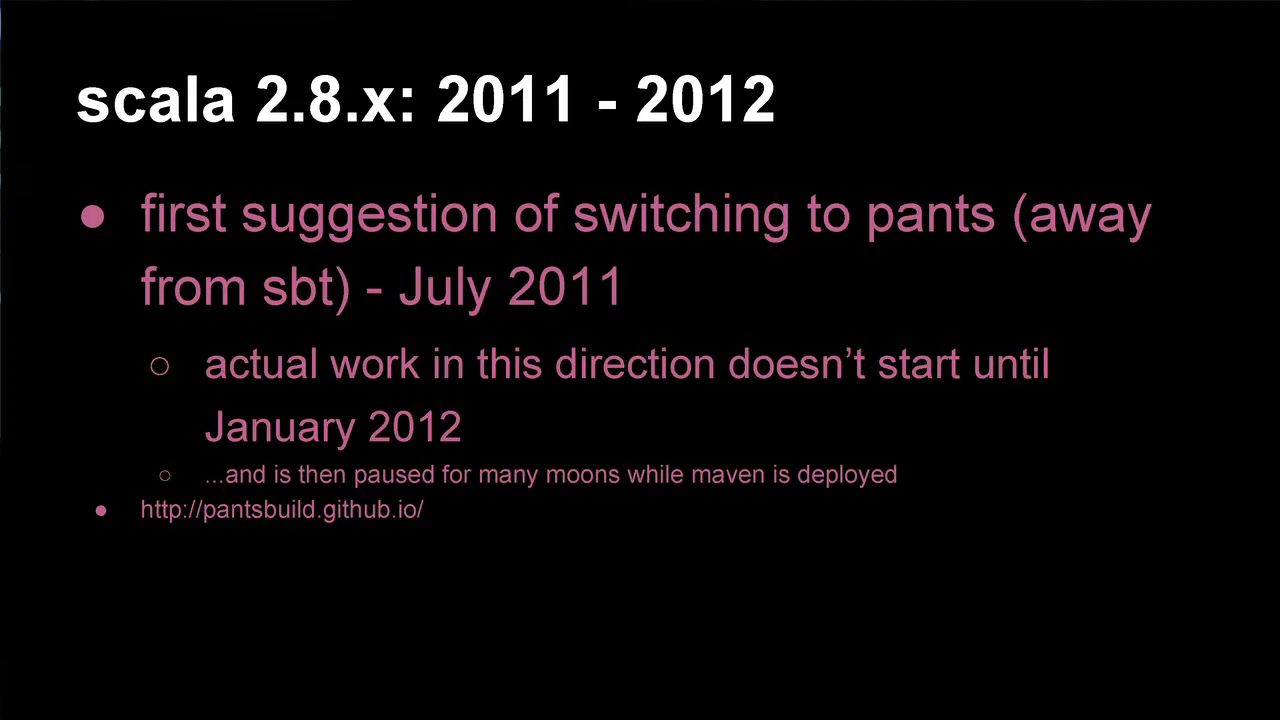 scala 2.8.x: 2011 - 2012
● first suggestion of switching to pants (away
from sbt) - July 2011
○ actual work in this direction doesn’t start until
January 2012
○ ...and is then paused for many moons while maven is deployed
● http://pantsbuild.github.io/